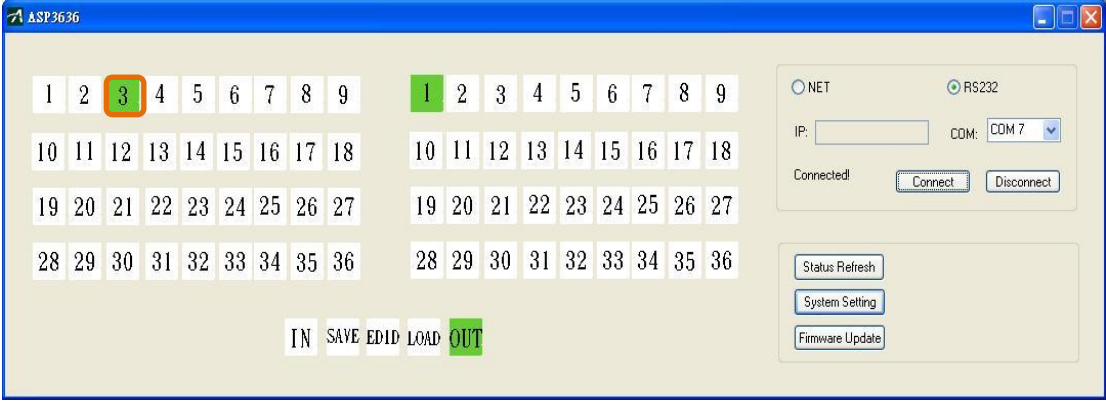 ASP3636
1 2 3 4 5 6 7 8 9
10 11 12 13 14 15 16 17 18
19 20 21 22 23 24 25 26 27
28 29 30 31 32 33 34 35 36
1 2 3 4 5 6 7 8 9
10 11 12 13 14 15 16 17 18
19 20 21 22 23 24 25 26 27
28 29 30 31 32 33 34 35 36
IN SAVE EDID LOAD OUT
NET RS232
IP: COM: COM 7
Connected! Connect Disconnect
Status Refresh
System Setting
Firmware Update